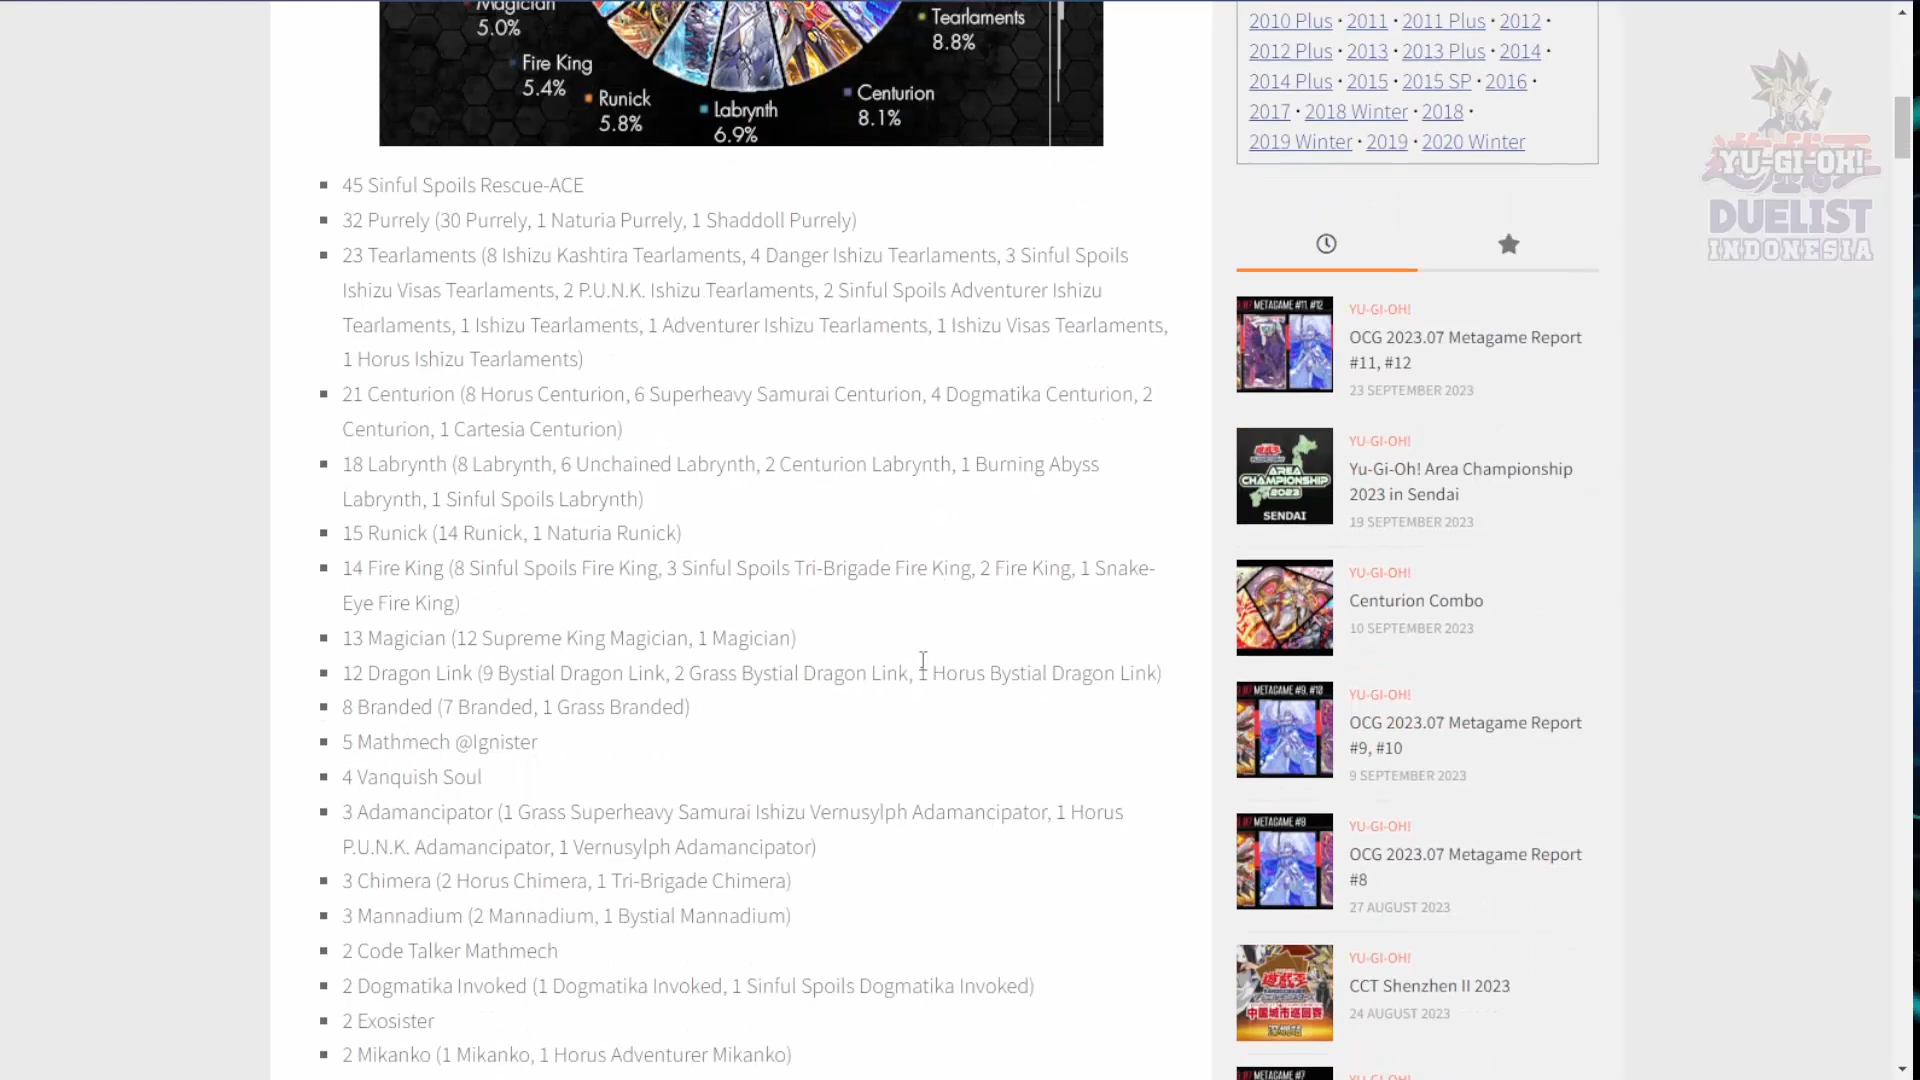 Magician
5.0%
Tearlaments
8.8%
Fire King
5.4%
Runick
5.8%
Labrynth
6.9%
Centurion
8.1%
45 Sinful Spoils Rescue-ACE
32 Purrely (30 Purrely, 1 Naturia Purrely, 1 Shaddoll Purrely)
23 Tearlaments (8 Ishizu Kashtira Tearlaments, 4 Danger Ishizu Tearlaments, 3 Sinful Spoils
Ishizu Visas Tearlaments, 2 P.U.N.K. Ishizu Tearlaments, 2 Sinful Spoils Adventurer Ishizu
Tearlaments, 1 Ishizu Tearlaments, 1 Adventurer Ishizu Tearlaments, 1 Ishizu Visas Tearlaments,
1 Horus Ishizu Tearlaments)
21 Centurion (8 Horus Centurion, 6 Superheavy Samurai Centurion, 4 Dogmatika Centurion, 2
Centurion, 1 Cartesia Centurion)
18 Labrynth (8 Labrynth, 6 Unchained Labrynth, 2 Centurion Labrynth, 1 Burning Abyss
Labrynth, 1 Sinful Spoils Labrynth)
15 Runick (14 Runick, 1 Naturia Runick)
14 Fire King (8 Sinful Spoils Fire King, 3 Sinful Spoils Tri-Brigade Fire King, 2 Fire King, 1 Snake-
Eye Fire King)
13 Magician (12 Supreme King Magician, 1 Magician)
12 Dragon Link (9 Bystial Dragon Link, 2 Grass Bystial Dragon Link, 1 Horus Bystial Dragon Link)
8 Branded (7 Branded, 1 Grass Branded)
5 Mathmech @Ignister
4 Vanquish Soul
3 Adamancipator (1 Grass Superheavy Samurai Ishizu Vernusylph Adamancipator, 1 Horus
P.U.N.K. Adamancipator, 1 Vernusylph Adamancipator)
3 Chimera (2 Horus Chimera, 1 Tri-Brigade Chimera)
3 Mannadium (2 Mannadium, 1 Bystial Mannadium)
2 Code Talker Mathmech
2 Dogmatika Invoked (1 Dogmatika Invoked, 1 Sinful Spoils Dogmatika Invoked)
2 Exosister
2 Mikanko (1 Mikanko, 1 Horus Adventurer Mikanko)
2010 Plus · 2011 · 2011 Plus · 2012 ·
2012 Plus · 2013 · 2013 Plus · 2014 ·
2014 Plus · 2015 · 2015 SP · 2016 ·
2017 · 2018 Winter · 2018 ·
2019 Winter · 2019 · 2020 Winter
METAGAME #11, #12
YU-GI-OH!
OCG 2023.07 Metagame Report
#11, #12
23 SEPTEMBER 2023
AREA
CHAMPIONSHIP
2023
SENDAI
YU-GI-OH!
Yu-Gi-Oh! Area Championship
2023 in Sendai
19 SEPTEMBER 2023
YU-GI-OH!
Centurion Combo
10 SEPTEMBER 2023
METAGAME #9, #10
YU-GI-OH!
OCG 2023.07 Metagame Report
#9, #10
9 SEPTEMBER 2023
METAGAME #8
YU-GI-OH!
OCG 2023.07 Metagame Report
#8
27 AUGUST 2023
YU-GI-OH!
CCT Shenzhen II 2023
24 AUGUST 2023
METAGAME #7
YU-GI-OH!
YU-GI-OH!
DUELIST
INDONESIA